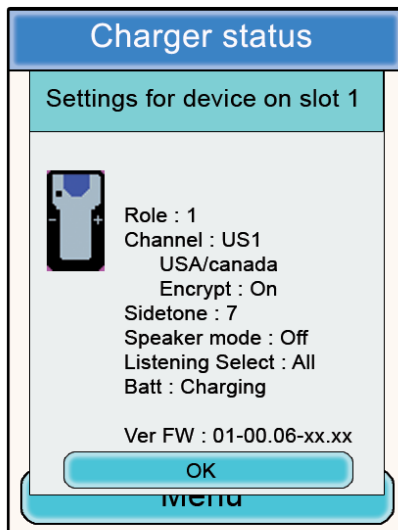 Charger status
Settings for device on slot 1
Role : 1
Channel : US1
USA/canada
Encrypt : On
Sidetone : 7
Speaker mode : Off
Listening Select : All
Batt : Charging
Ver FW : 01-00.06-xx.xx
OK
Menu